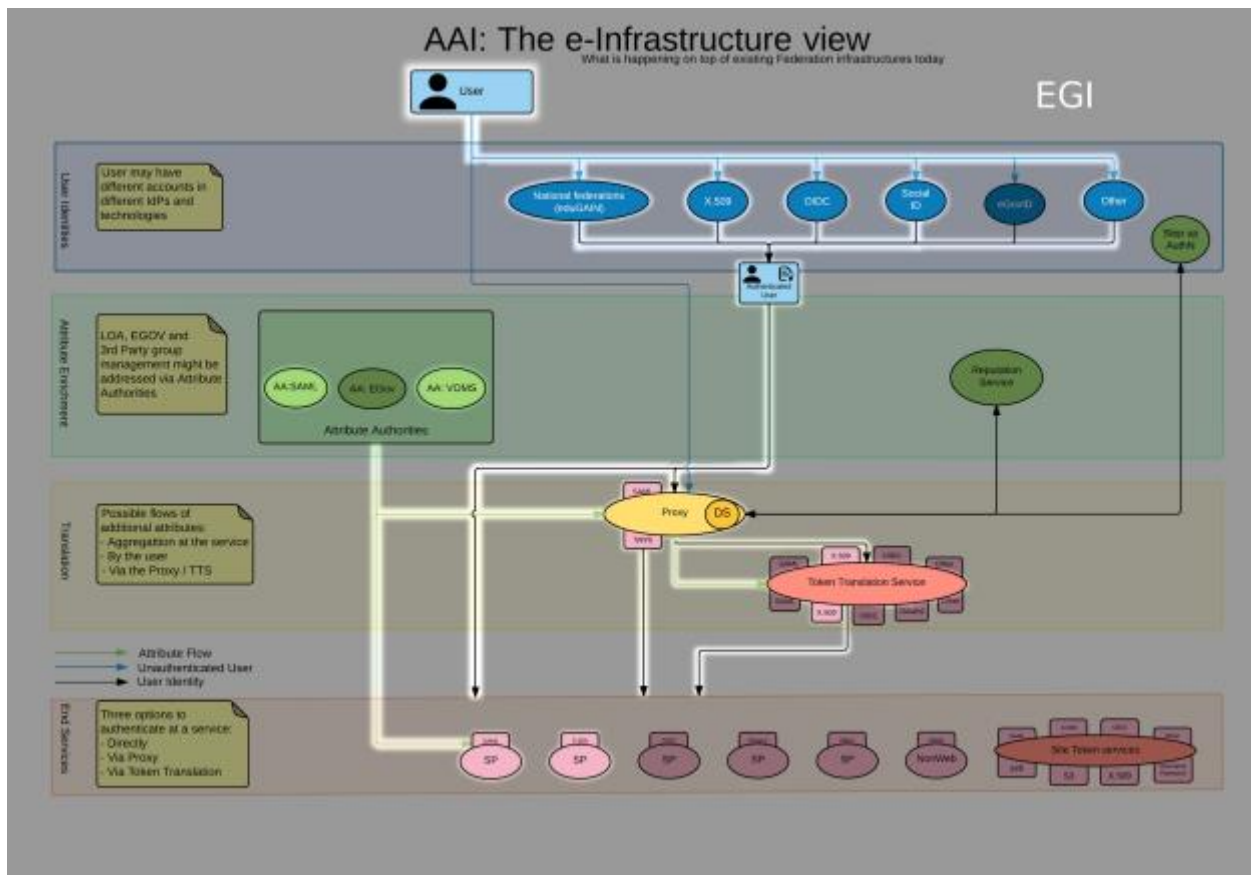 AAI: The e-Infrastructure view
What is happening on top of existing Federation infrastructures today
EGI
User
User Identities
User may have
different accounts in
different IdPs and
technologies
National federations
(eduGAIN)
X.509
OIDC
Social
ID
Other
Step up
AuthN
Authenticated
User
Attribute Enrichment
LOA, EGOV and
3rd Party group
management might be
addressed via Attribute
Authorities
AA:SAML
AA: EGov
AA: VOMS
Attribute Authorities
Reputation
Service
Translation
Possible flows of
additional attributes:
- Aggregation at the service
- By the user
- Via the Proxy / TTS
SAML
Proxy
DS
X.509
Token Translation Service
X.509
Attribute Flow
Unauthenticated User
User Identity
End Services
Three options to
authenticate at a service:
- Directly
- Via Proxy
- Via Token Translation
SP
SP
SP
SP
SP
NonWeb
Site Token services
X.509